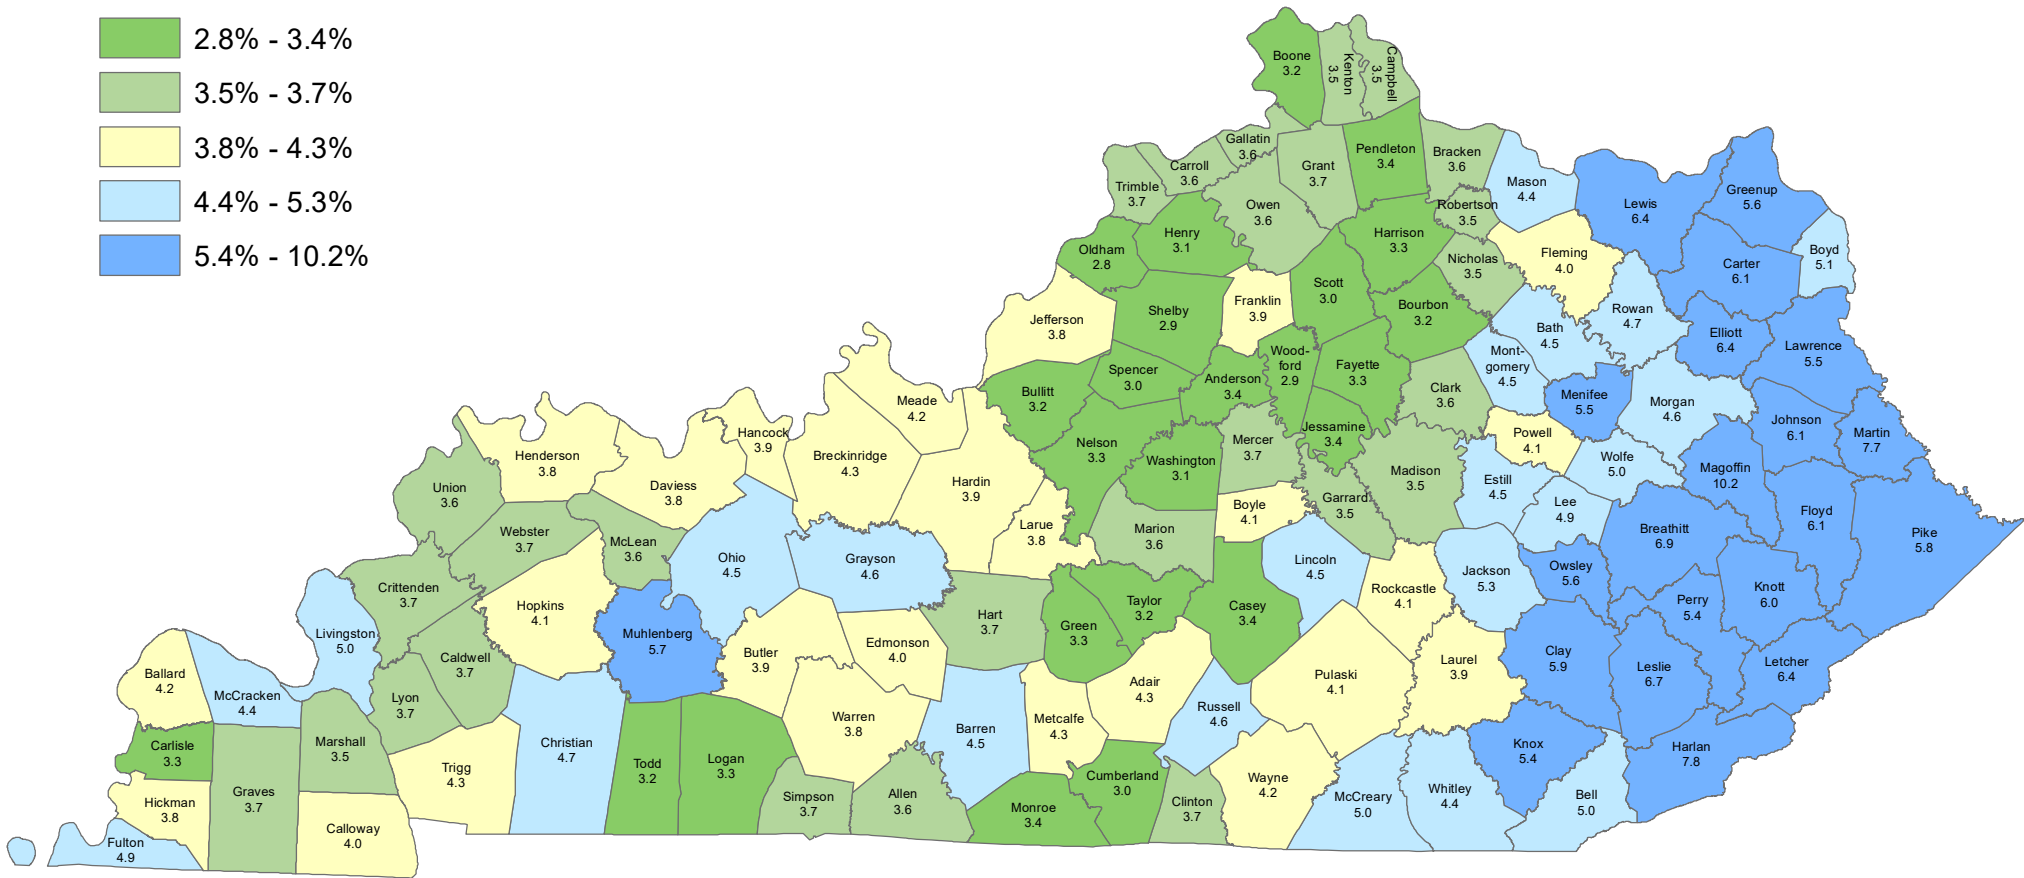 2.8% - 3.4%
3.5% - 3.7%
3.8% - 4.3%
4.4% - 5.3%
5.4% - 10.2%
Boone
3.2
Kenton
3.5
Campbell
3.5
Gallatin
3.6
Carroll
3.6
Trimble
3.7
Grant
3.7
Pendleton
3.4
Bracken
3.6
Mason
4.4
Lewis
6.4
Greenup
5.6
Boyd
5.1
Carter
6.1
Owen
3.6
Robertson
3.5
Harrison
3.3
Henry
3.1
Oldham
2.8
Nicholas
3.5
Fleming
4.0
Rowan
4.7
Bath
4.5
Elliott
6.4
Lawrence
5.5
Scott
3.0
Franklin
3.9
Bourbon
3.2
Shelby
2.9
Jefferson
3.8
Mont-
gomery
4.5
Wood-
ford
2.9
Fayette
3.3
Clark
3.6
Anderson
3.4
Spencer
3.0
Bullitt
3.2
Menifee
5.5
Morgan
4.6
Johnson
6.1
Martin
7.7
Meade
4.2
Hancock
3.9
Breckinridge
4.3
Henderson
3.8
Daviess
3.8
Union
3.6
Hardin
3.9
Nelson
3.3
Washington
3.1
Mercer
3.7
Jessamine
3.4
Madison
3.5
Garrard
3.5
Estill
4.5
Powell
4.1
Wolfe
5.0
Lee
4.9
Magoffin
10.2
Floyd
6.1
Pike
5.8
Breathitt
6.9
Boyle
4.1
Larue
3.8
Marion
3.6
Webster
3.7
McLean
3.6
Ohio
4.5
Grayson
4.6
Lincoln
4.5
Rockcastle
4.1
Jackson
5.3
Owsley
5.6
Perry
5.4
Knott
6.0
Crittenden
3.7
Hopkins
4.1
Hart
3.7
Green
3.3
Taylor
3.2
Casey
3.4
Livingston
5.0
Caldwell
3.7
Muhlenberg
5.7
Butler
3.9
Edmonson
4.0
Pulaski
4.1
Laurel
3.9
Clay
5.9
Leslie
6.7
Letcher
6.4
Ballard
4.2
McCracken
4.4
Lyon
3.7
Adair
4.3
Russell
4.6
Metcalfe
4.3
Barren
4.5
Warren
3.8
Carlisle
3.3
Marshall
3.5
Trigg
4.3
Christian
4.7
Todd
3.2
Logan
3.3
Simpson
3.7
Allen
3.6
Monroe
3.4
Cumberland
3.0
Clinton
3.7
Wayne
4.2
McCreary
5.0
Whitley
4.4
Knox
5.4
Bell
5.0
Harlan
7.8
Hickman
3.8
Graves
3.7
Calloway
4.0
Fulton
4.9